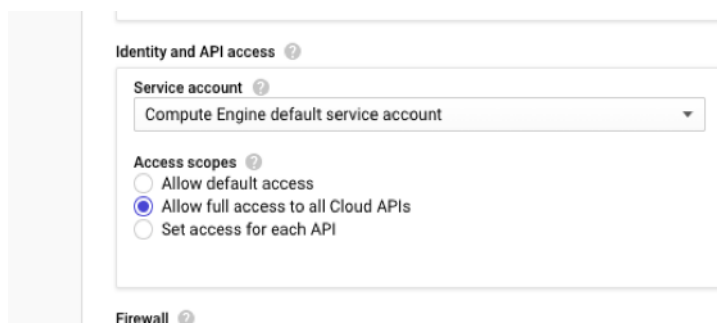 Identity and API access ?
Service account ?
Compute Engine default service account
Access scopes ?
Allow default access
Allow full access to all Cloud APIs
Set access for each API
Firewall ?